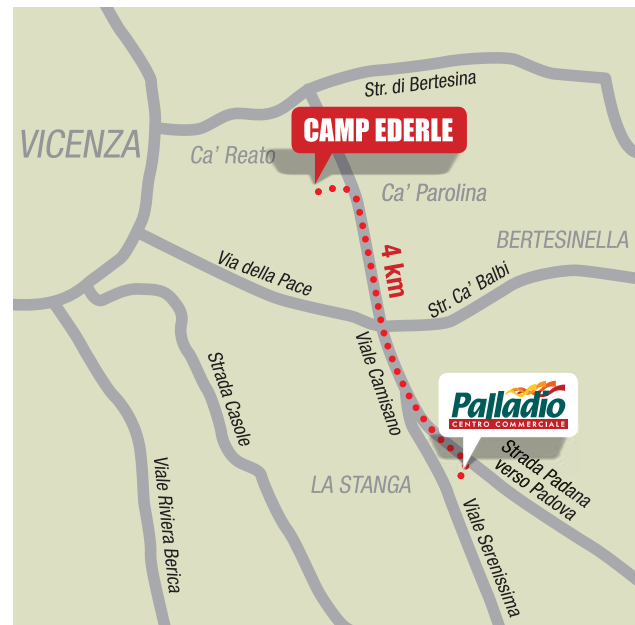 Str. di Bertesina
CAMP EDERLE
VICENZA
Ca' Reato
Ca' Parolina
BERTESINELLA
4 km
Via della Pace
Str. Ca' Balbi
Viale Camisano
Strada Casole
Palladio
CENTRO COMMERCIALE
Strada Padana
verso Padova
LA STANGA
Viale Riviera Berica
Viale Serenissima